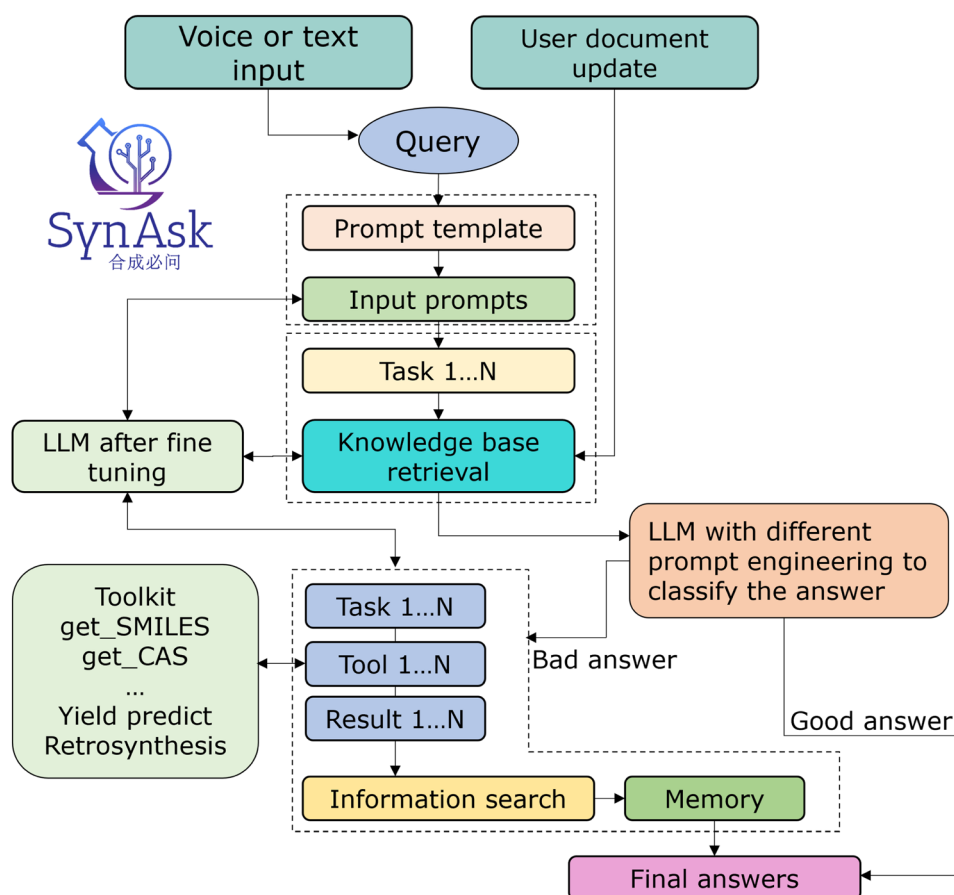 Voice or text
input
User document
update
Query
SynAsk
合成必问
Prompt template
Input prompts
Task 1...N
LLM after fine
tuning
Knowledge base
retrieval
LLM with different
prompt engineering to
classify the answer
Toolkit
get_SMILES
get_CAS
...
Yield predict
Retrosynthesis
Task 1...N
Tool 1...N
Result 1...N
Bad answer
Good answer
Information search
Memory
Final answers